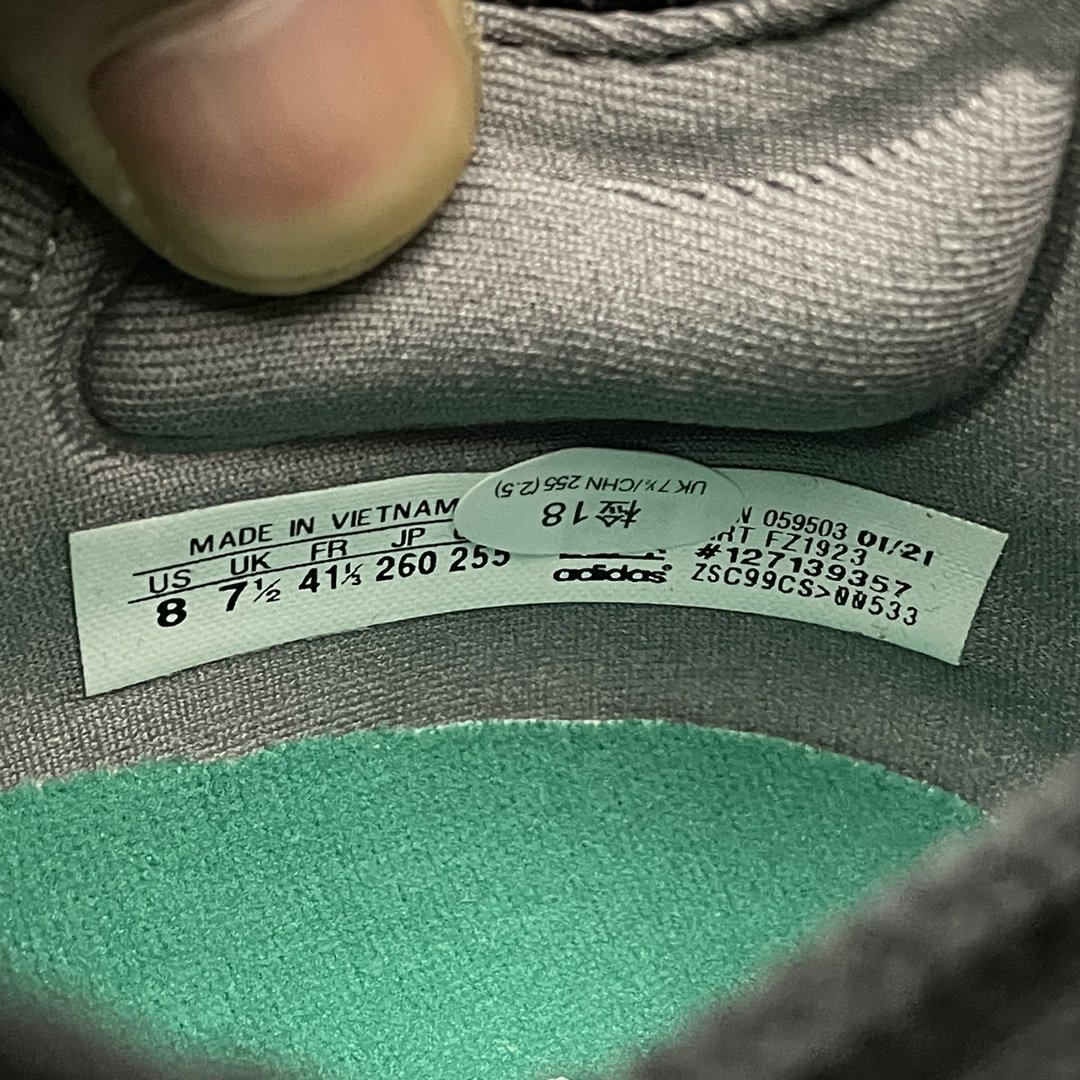 MADE IN VIETNAM
US UK FR JP
8 7½ 41⅓ 260 255
UK 7½/CHN 255 (2.5)
检18
adidas
059503 01/21
FZ1923
#127139357
ZSC99CS>00533